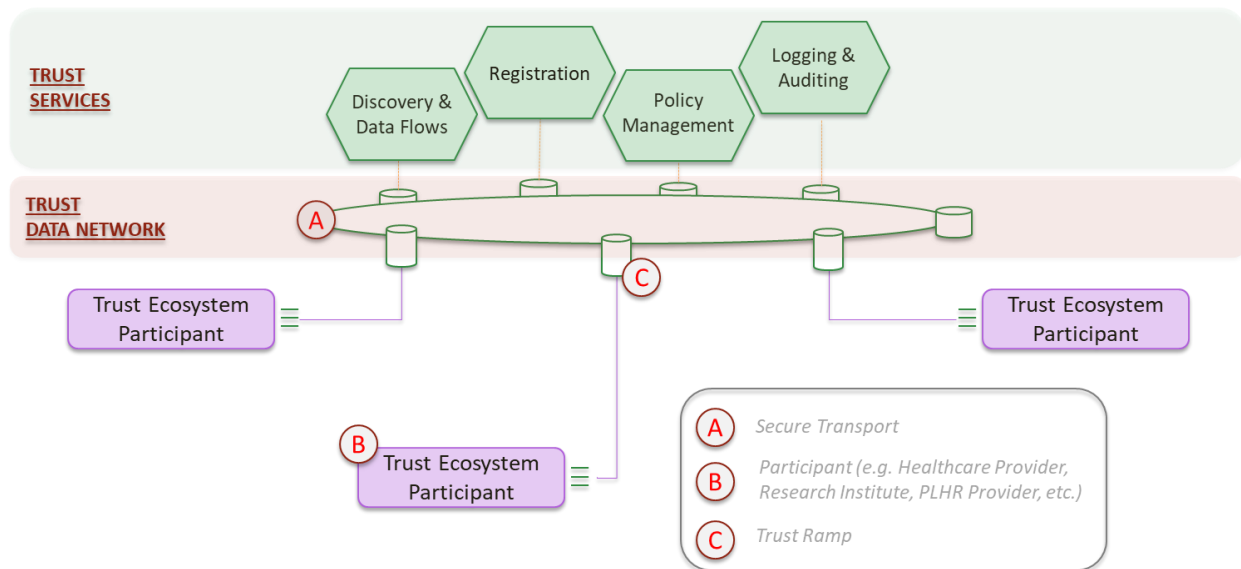 TRUST
SERVICES
Discovery &
Data Flows
Registration
Policy
Management
Logging &
Auditing
TRUST
DATA NETWORK
A
C
Trust Ecosystem
Participant
Trust Ecosystem
Participant
B
Trust Ecosystem
Participant
A
Secure Transport
B
Participant (e.g. Healthcare Provider,
Research Institute, PLHR Provider, etc.)
C
Trust Ramp